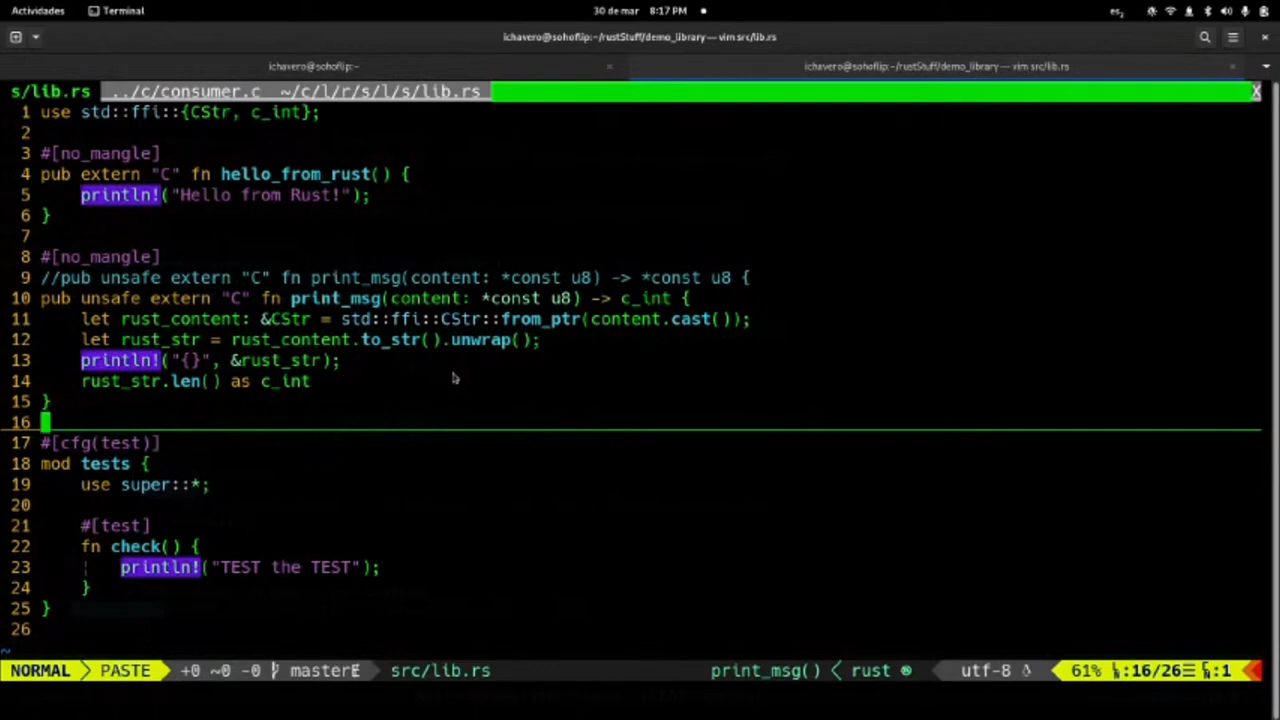 Actividades Terminal 30 de mar 8:17 PM es₂
ichavero@sohoflip:~/rustStuff/demo_library — vim src/lib.rs
ichavero@sohoflip:~ × ichavero@sohoflip:~/rustStuff/demo_library — vim src/lib.rs ×
s/lib.rs ../c/consumer.c ~/c/l/r/s/l/s/lib.rs X
1 use std::ffi::{CStr, c_int};
2
3 #[no_mangle]
4 pub extern "C" fn hello_from_rust() {
5     println!("Hello from Rust!");
6 }
7
8 #[no_mangle]
9 //pub unsafe extern "C" fn print_msg(content: *const u8) -> *const u8 {
10 pub unsafe extern "C" fn print_msg(content: *const u8) -> c_int {
11     let rust_content: &CStr = std::ffi::CStr::from_ptr(content.cast());
12     let rust_str = rust_content.to_str().unwrap();
13     println!("{}", &rust_str);
14     rust_str.len() as c_int
15 }
16
17 #[cfg(test)]
18 mod tests {
19     use super::*;
20
21     #[test]
22     fn check() {
23     ¦   println!("TEST the TEST");
24     }
25 }
26
~
NORMAL PASTE +0 ~0 -0 master src/lib.rs print_msg() rust utf-8 61% :16/26 :1